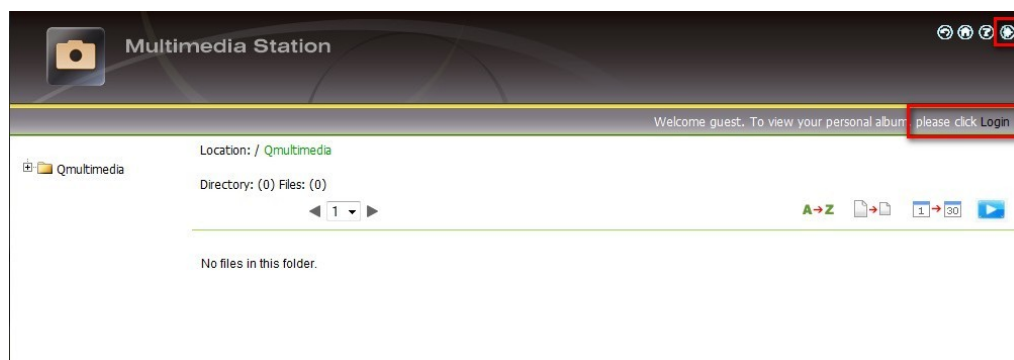 Multimedia Station
Welcome guest. To view your personal album, please click Login
Qmultimedia
Location: / Qmultimedia
Directory: (0) Files: (0)
1
A→Z
1→30
No files in this folder.